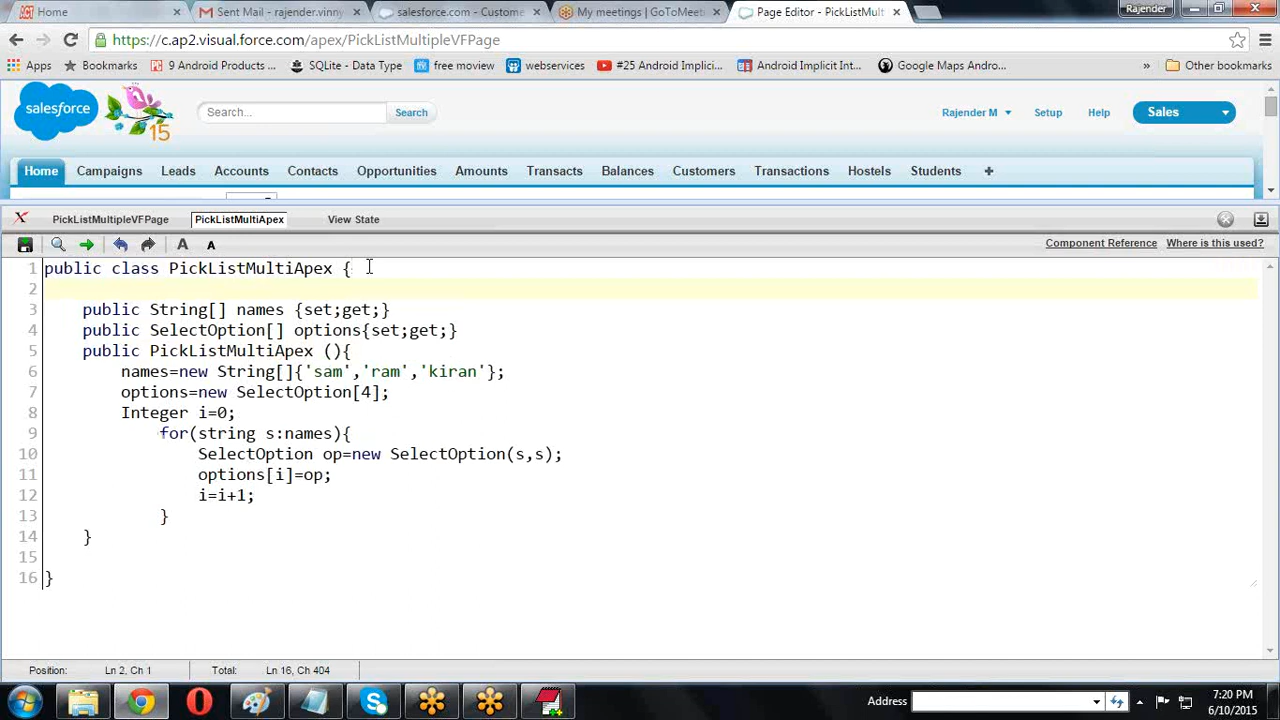 Home
Sent Mail - rajender.vinny
salesforce.com - Custome
My meetings | GoToMeet
Page Editor - PickListMult
Rajender
https://c.ap2.visual.force.com/apex/PickListMultipleVFPage
Apps
Bookmarks
9 Android Products ...
SQLite - Data Type
free moview
webservices
#25 Android Implici...
Android Implicit Int...
Google Maps Andro...
»
Other bookmarks
salesforce
15
Search...
Search
Rajender M
Setup
Help
Sales
Home
Campaigns
Leads
Accounts
Contacts
Opportunities
Amounts
Transacts
Balances
Customers
Transactions
Hostels
Students
+
PickListMultipleVFPage
PickListMultiApex
View State
A
A
Component Reference
Where is this used?
1 public class PickListMultiApex {
2
3 public String[] names {set;get;}
4 public SelectOption[] options{set;get;}
5 public PickListMultiApex (){
6 names=new String[]{'sam','ram','kiran'};
7 options=new SelectOption[4];
8 Integer i=0;
9 for(string s:names){
10 SelectOption op=new SelectOption(s,s);
11 options[i]=op;
12 i=i+1;
13 }
14 }
15
16 }
Position: Ln 2, Ch 1 Total: Ln 16, Ch 404
Address
7:20 PM
6/10/2015